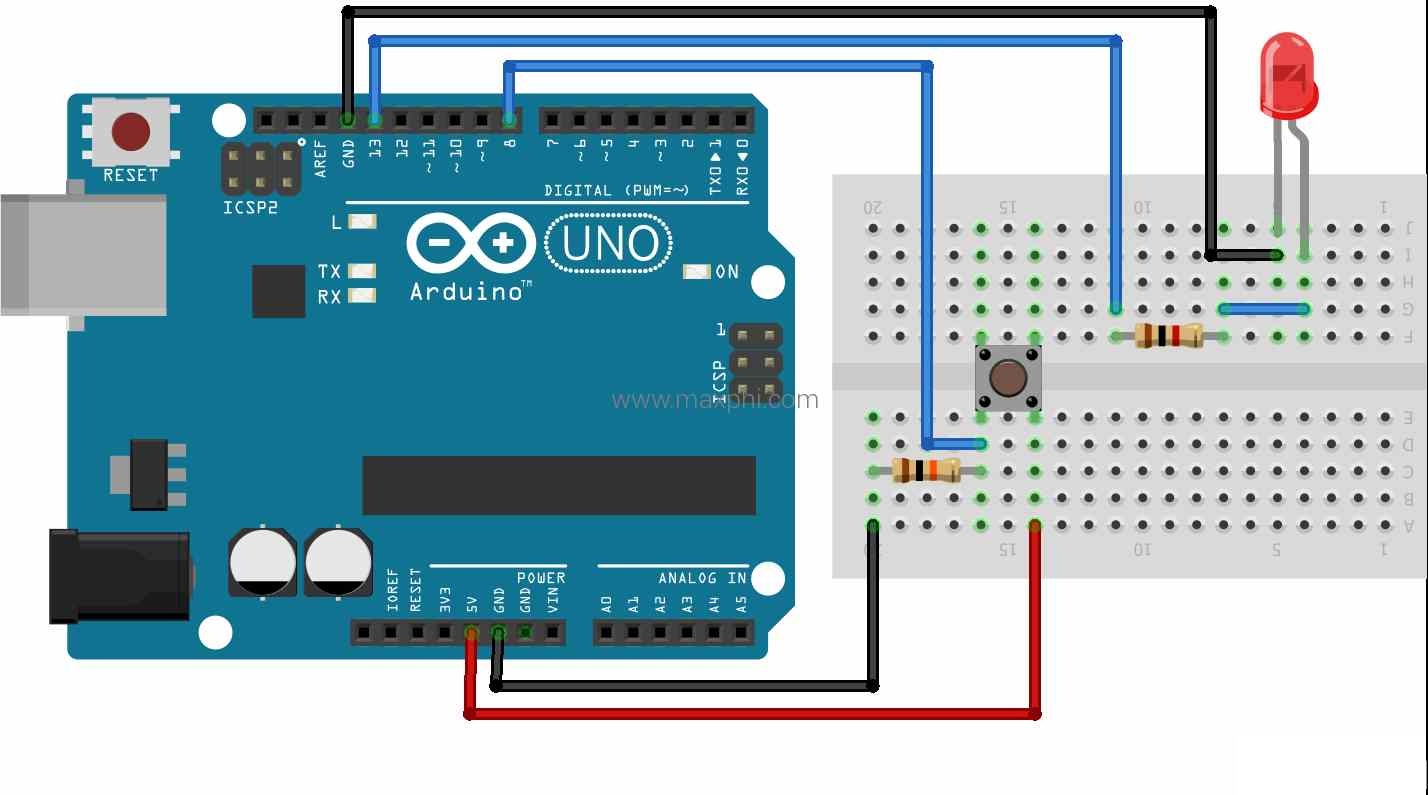 RESET
ICSP2
AREF
GND
13
12
~11
~10
~9
8
7
~6
~5
4
~3
2
TX0▶1
RX0◀0
DIGITAL (PWM=~)
L
TX
RX
UNO
Arduino™
ON
1
ICSP
www.maxphi.com
20 15 10 5 1
J
I
H
G
F
E
D
C
B
A
20 15 10 5 1
POWER
ANALOG IN
IOREF
RESET
3V3
5V
GND
GND
VIN
A0
A1
A2
A3
A4
A5